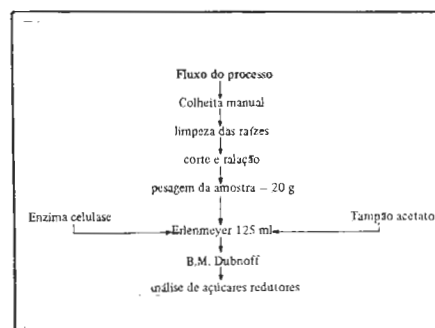 Fluxo do processo
Colheita manual
limpeza das raízes
corte e ralação
pesagem da amostra – 20 g
Enzima celulase
Tampão acetato
Erlenmeyer 125 ml
B.M. Dubnoff
análise de açúcares redutores